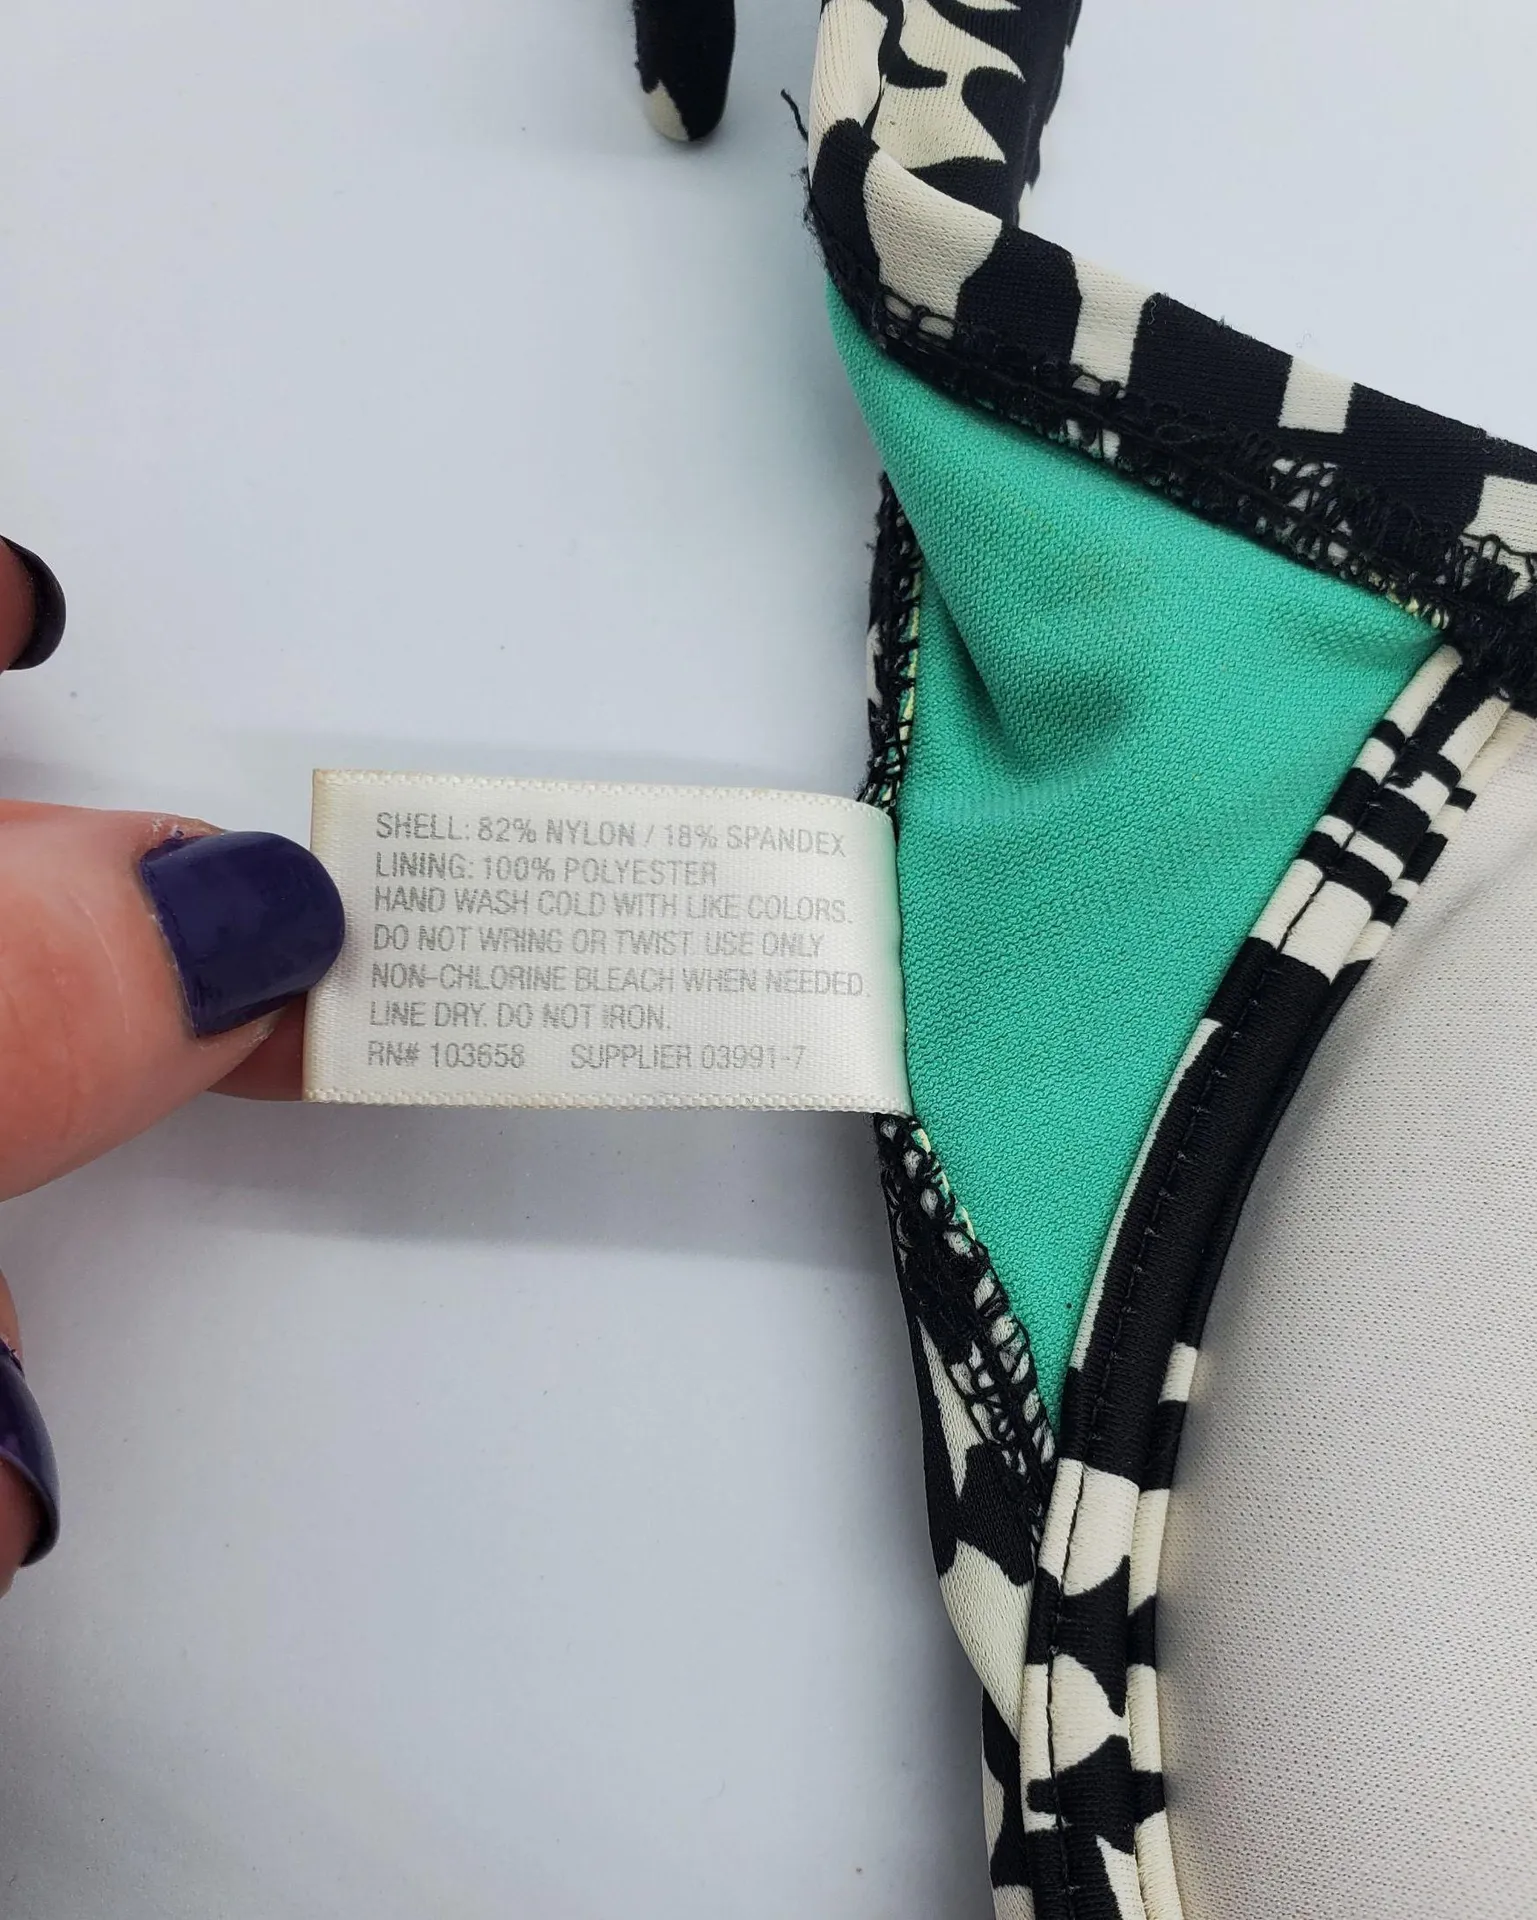 SHELL: 82% NYLON / 18% SPANDEX
LINING: 100% POLYESTER
HAND WASH COLD WITH LIKE COLORS.
DO NOT WRING OR TWIST. USE ONLY
NON-CHLORINE BLEACH WHEN NEEDED.
LINE DRY. DO NOT IRON.
RN# 103658 SUPPLIER 03991-7